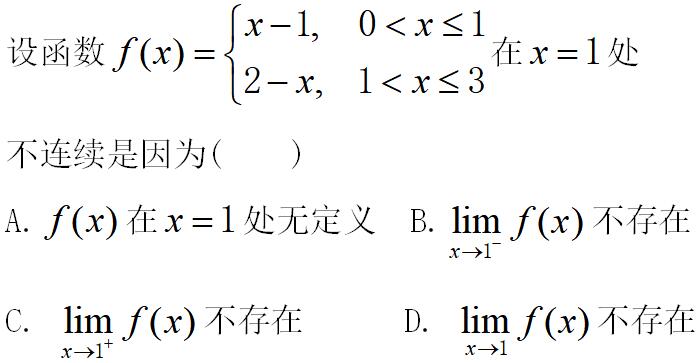 设函数 f(x) = { x−1, 0<x≤1
2−x, 1<x≤3 在 x=1处
不连续是因为( )
A. f(x) 在 x=1 处无定义 B. lim_{x→1⁻} f(x) 不存在
C. lim_{x→1⁺} f(x) 不存在 D. lim_{x→1} f(x) 不存在